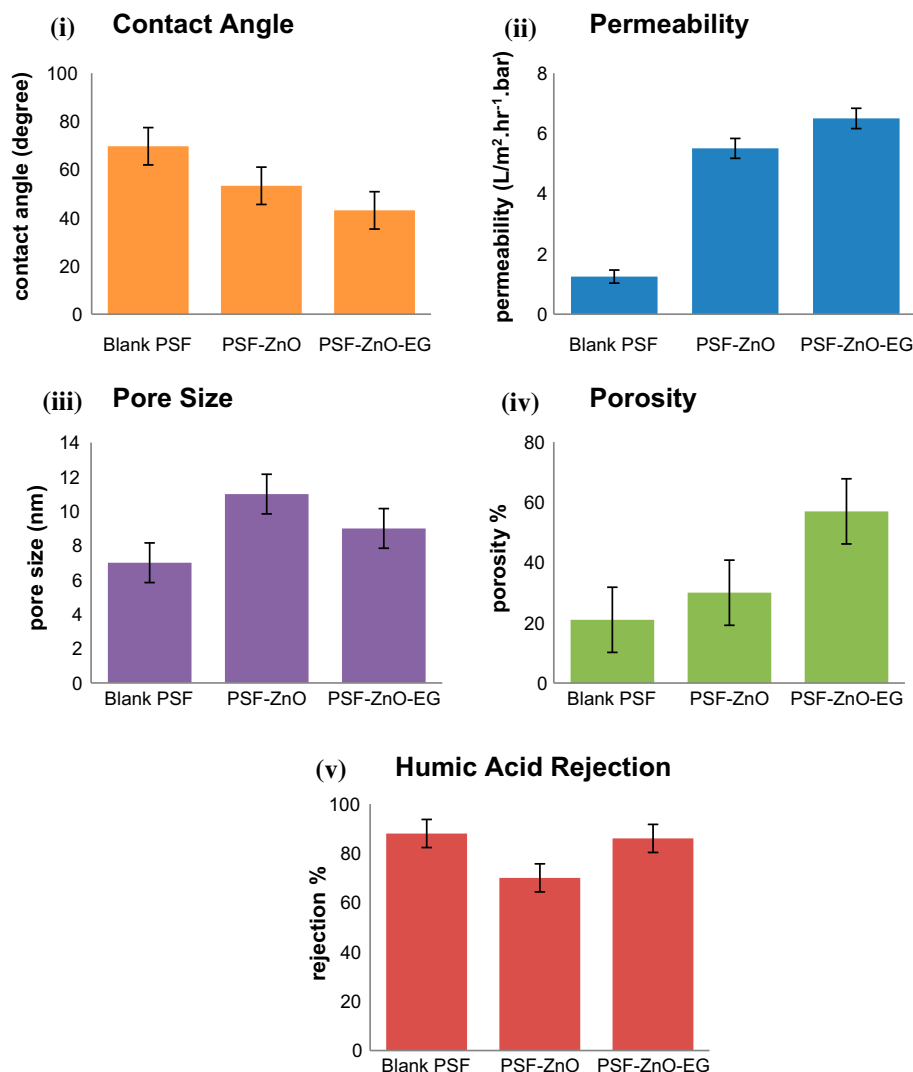 (i) Contact Angle
contact angle (degree)
100
80
60
40
20
0
Blank PSF PSF-ZnO PSF-ZnO-EG
(ii) Permeability
permeability (L/m².hr⁻¹.bar)
8
6
4
2
0
Blank PSF PSF-ZnO PSF-ZnO-EG
(iii) Pore Size
pore size (nm)
14
12
10
8
6
4
2
0
Blank PSF PSF-ZnO PSF-ZnO-EG
(iv) Porosity
porosity %
80
60
40
20
0
Blank PSF PSF-ZnO PSF-ZnO-EG
(v) Humic Acid Rejection
rejection %
100
80
60
40
20
0
Blank PSF PSF-ZnO PSF-ZnO-EG